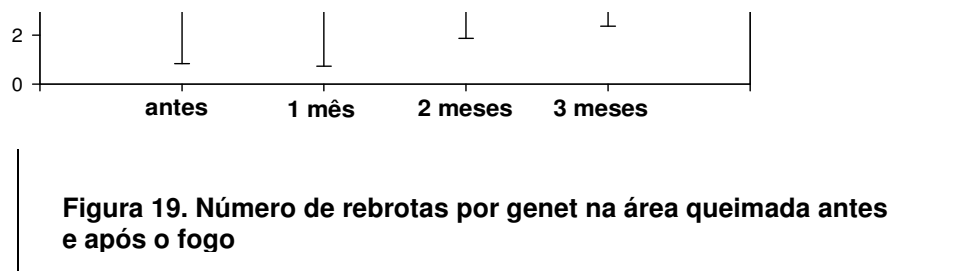 2
0
antes 1 mês 2 meses 3 meses
Figura 19. Número de rebrotas por genet na área queimada antes
e após o fogo